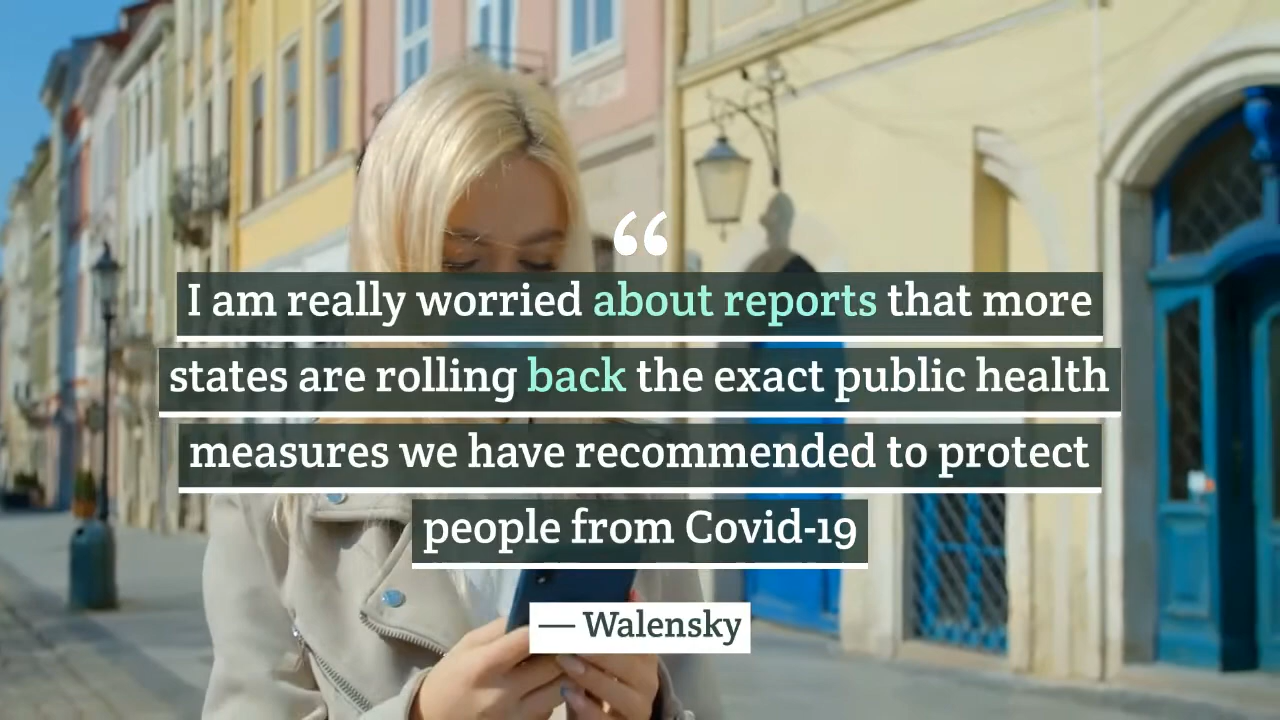 “
I am really worried about reports that more
states are rolling back the exact public health
measures we have recommended to protect
people from Covid-19
— Walensky